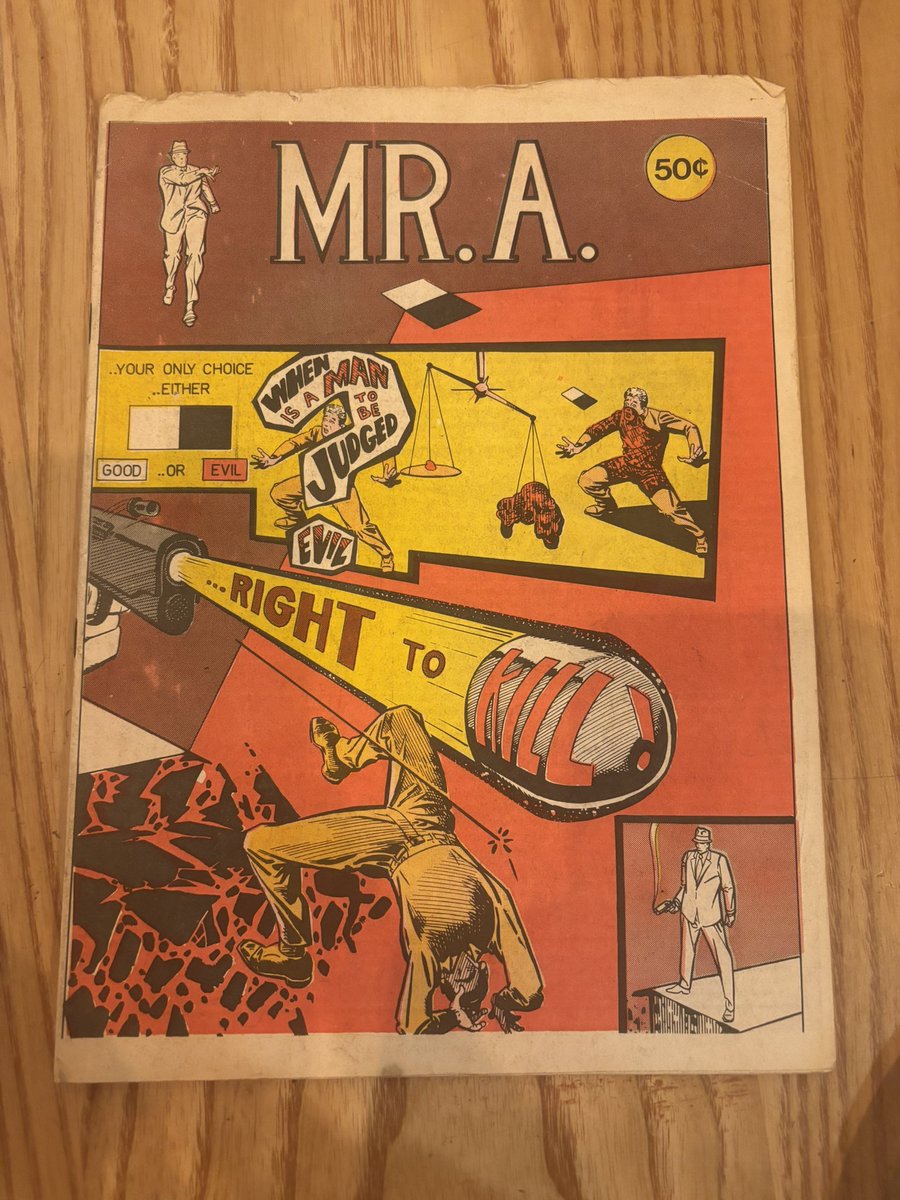 MR. A.
50¢
..YOUR ONLY CHOICE
..EITHER
GOOD ..OR EVIL
WHEN
IS A MAN
TO BE
JUDGED
EVIL
...RIGHT TO KILL!